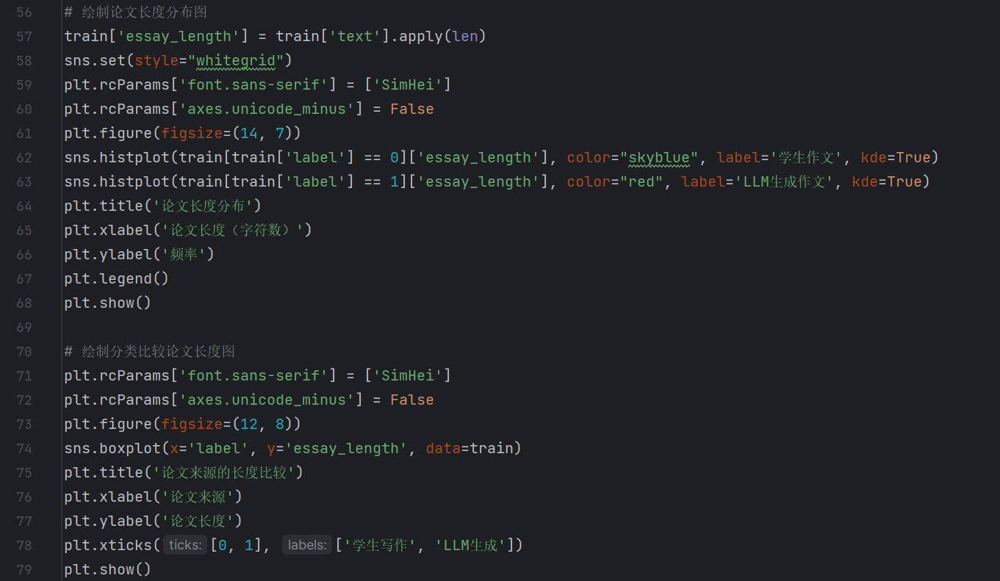 56 # 绘制论文长度分布图
57 train['essay_length'] = train['text'].apply(len)
58 sns.set(style="whitegrid")
59 plt.rcParams['font.sans-serif'] = ['SimHei']
60 plt.rcParams['axes.unicode_minus'] = False
61 plt.figure(figsize=(14, 7))
62 sns.histplot(train[train['label'] == 0]['essay_length'], color="skyblue", label='学生作文', kde=True)
63 sns.histplot(train[train['label'] == 1]['essay_length'], color="red", label='LLM生成作文', kde=True)
64 plt.title('论文长度分布')
65 plt.xlabel('论文长度（字符数）')
66 plt.ylabel('频率')
67 plt.legend()
68 plt.show()
69
70 # 绘制分类比较论文长度图
71 plt.rcParams['font.sans-serif'] = ['SimHei']
72 plt.rcParams['axes.unicode_minus'] = False
73 plt.figure(figsize=(12, 8))
74 sns.boxplot(x='label', y='essay_length', data=train)
75 plt.title('论文来源的长度比较')
76 plt.xlabel('论文来源')
77 plt.ylabel('论文长度')
78 plt.xticks( ticks: [0, 1], labels: ['学生写作', 'LLM生成'])
79 plt.show()